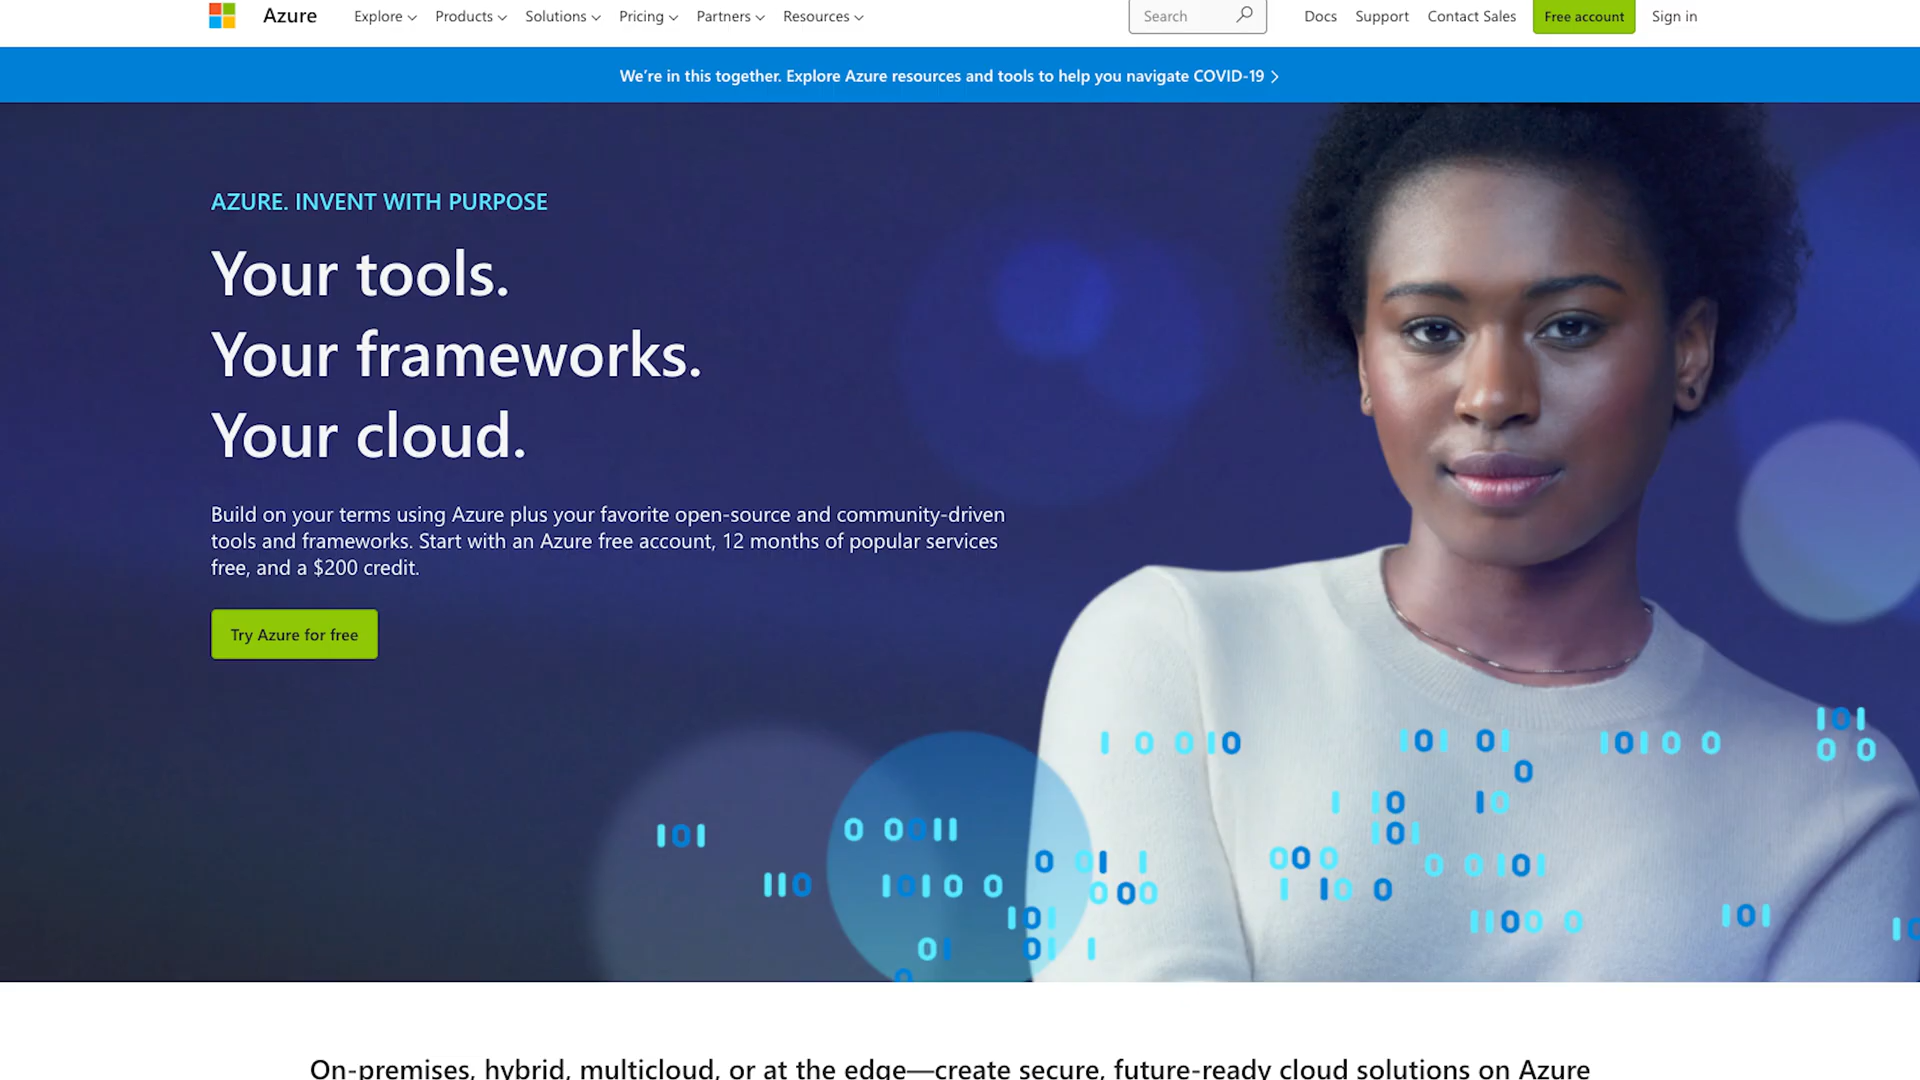 Azure
Explore
Products
Solutions
Pricing
Partners
Resources
Search
Docs
Support
Contact Sales
Free account
Sign in
We're in this together. Explore Azure resources and tools to help you navigate COVID-19
AZURE. INVENT WITH PURPOSE
Your tools.
Your frameworks.
Your cloud.
Build on your terms using Azure plus your favorite open-source and community-driven
tools and frameworks. Start with an Azure free account, 12 months of popular services
free, and a $200 credit.
Try Azure for free
On-premises, hybrid, multicloud, or at the edge—create secure, future-ready cloud solutions on Azure